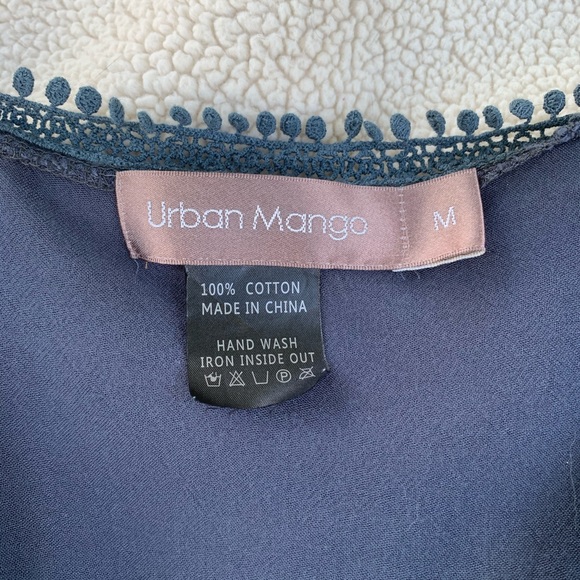 Urban Mango M
100% COTTON
MADE IN CHINA
HAND WASH
IRON INSIDE OUT